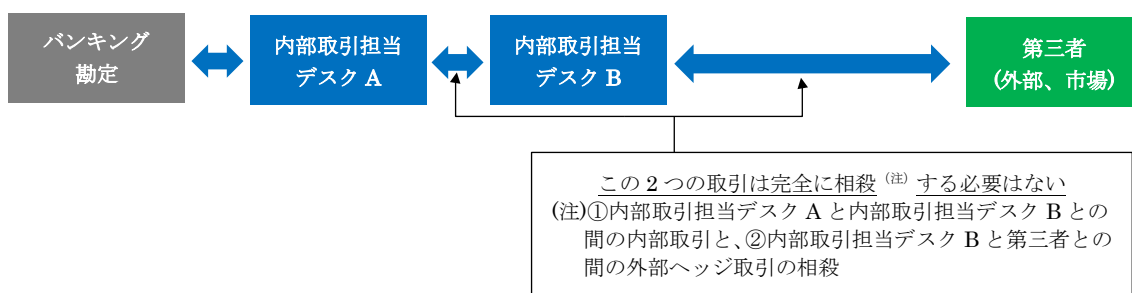 バンキング
勘定
内部取引担当
デスク A
内部取引担当
デスク B
第三者
(外部、市場)
この 2 つの取引は完全に相殺 (注) する必要はない
(注)①内部取引担当デスク A と内部取引担当デスク B との
間の内部取引と、②内部取引担当デスク B と第三者との
間の外部ヘッジ取引の相殺